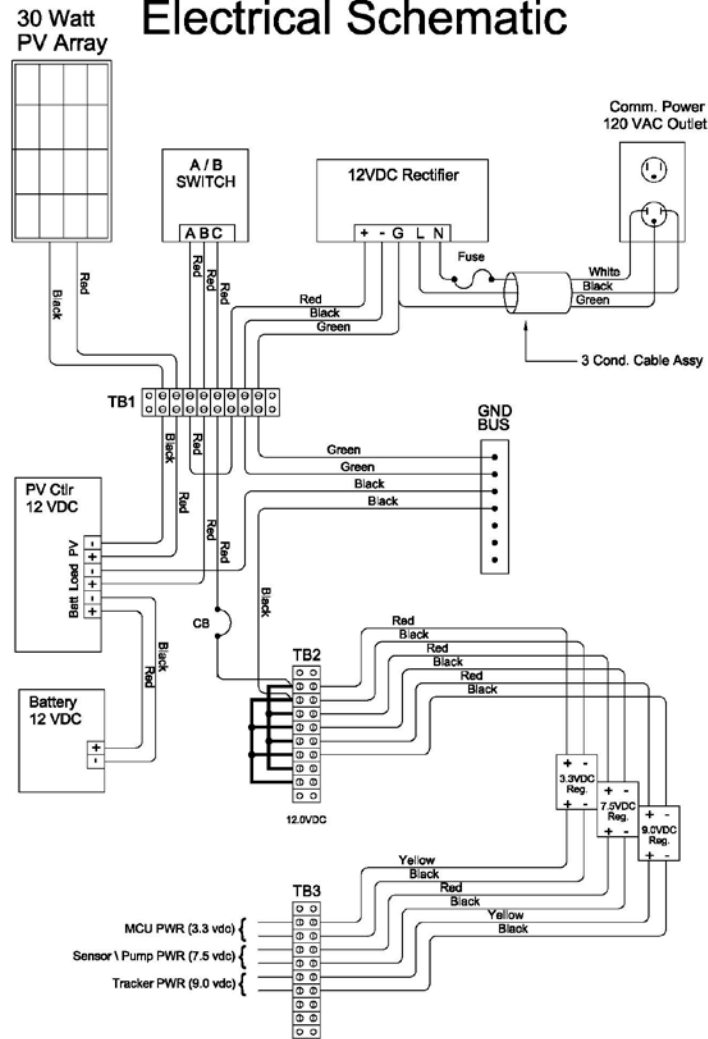 Electrical Schematic
30 Watt
PV Array
Comm. Power
120 VAC Outlet
A / B
SWITCH
A B C
12VDC Rectifier
+ - G L N
Fuse
White
Black
Green
3 Cond. Cable Assy
Black
Red
Red
Red
Red
Red
Black
Green
TB1
Black
Red
Red
Red
Red
GND
BUS
Green
Green
Black
Black
PV Ctlr
12 VDC
PV
Load
Batt
-
+
-
+
-
+
CB
Black
Black
Red
Battery
12 VDC
+
-
TB2
Red
Black
Red
Black
Red
Black
12.0VDC
+ -
3.3VDC
Reg.
+ -
+ -
7.5VDC
Reg.
+ -
+ -
9.0VDC
Reg.
+ -
TB3
Yellow
Black
Red
Black
Yellow
Black
MCU PWR (3.3 vdc)
Sensor \ Pump PWR (7.5 vdc)
Tracker PWR (9.0 vdc)